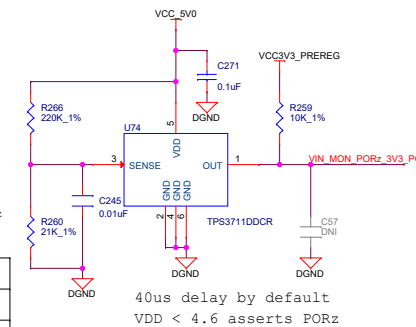 VCC_5V0
C271
0.1uF
DGND
VCC3V3_PREREG
R266
220K_1%
R259
10K_1%
U74
5
VDD
3
SENSE
OUT
1
VIN_MON_PORz_3V3_P
GND
GND
GND
2
4
6
TPS3711DDCR
C245
0.01uF
R260
21K_1%
C57
DNI
DGND
DGND
DGND
40us delay by default
VDD < 4.6 asserts PORz